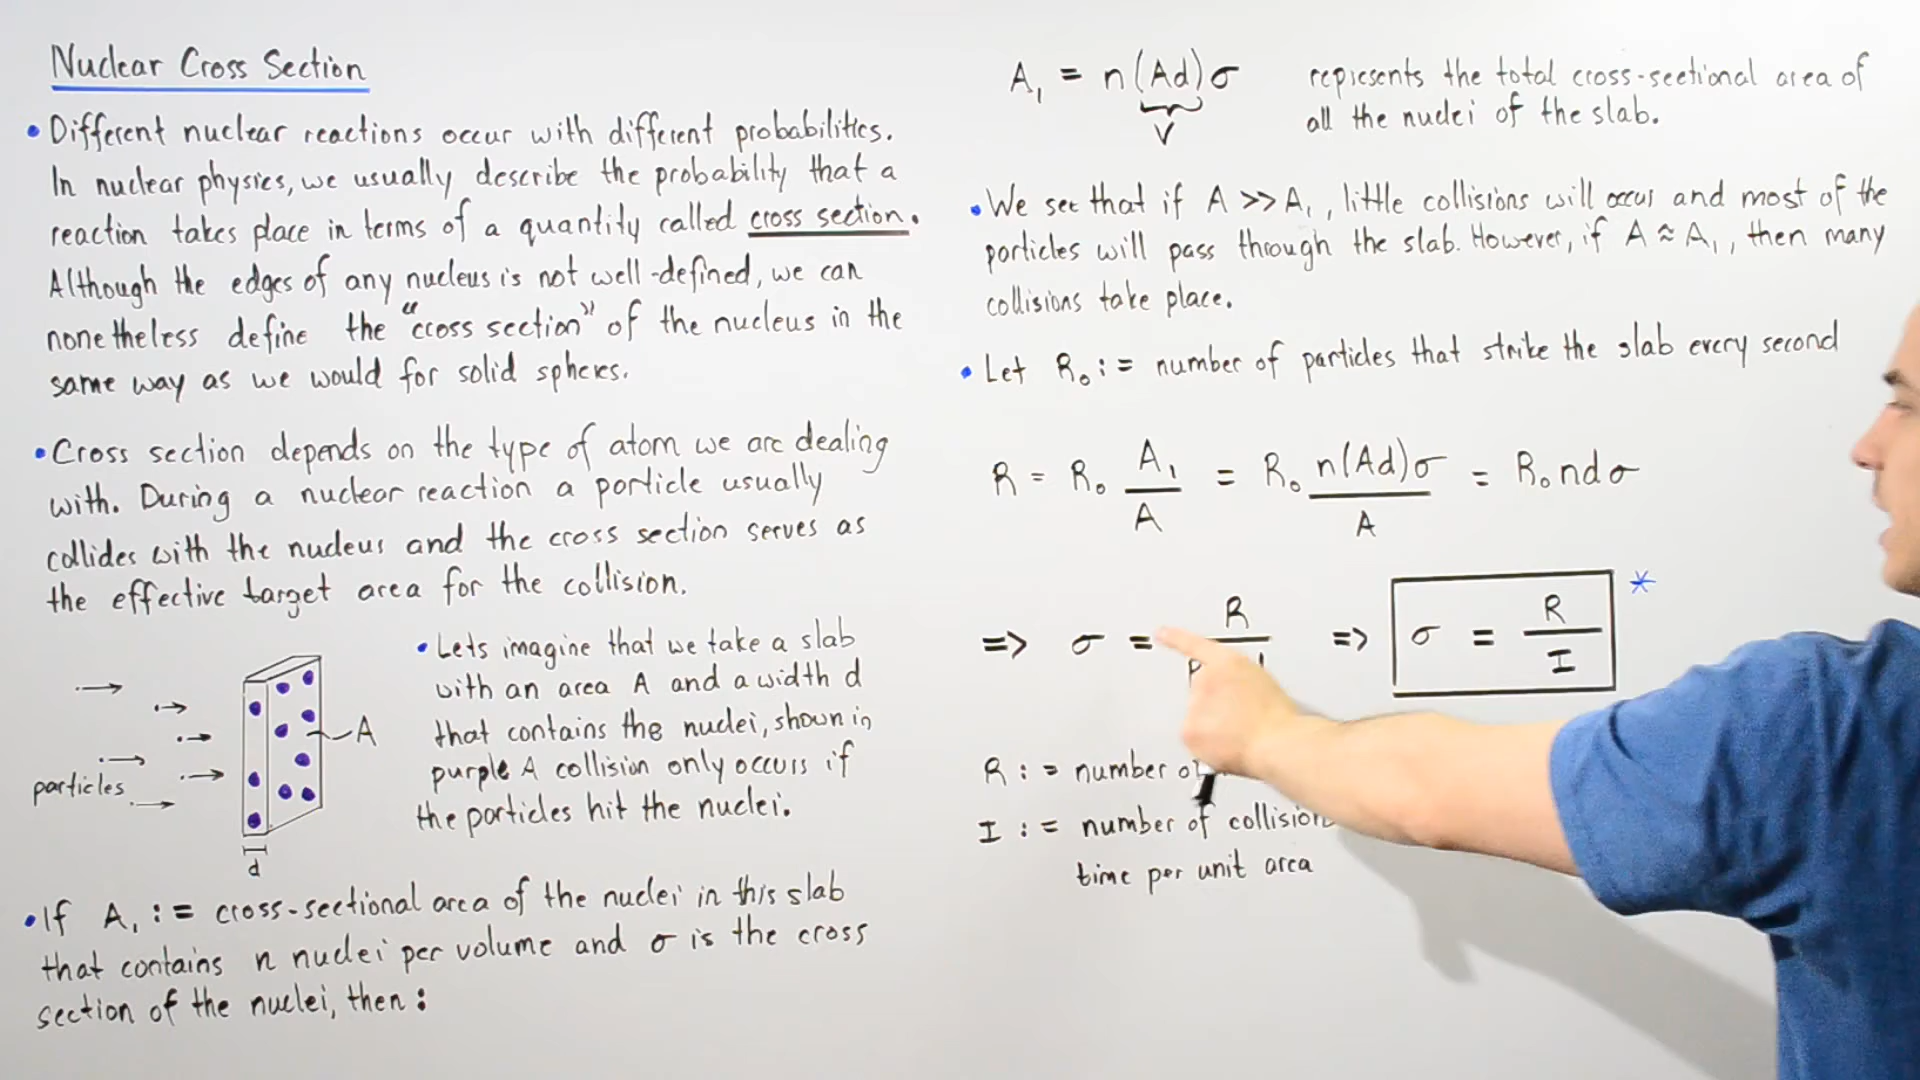 Nuclear Cross Section
• Different nuclear reactions occur with different probabilities.
In nuclear physics, we usually describe the probability that a
reaction takes place in terms of a quantity called cross section.
Although the edges of any nucleus is not well-defined, we can
nonetheless define the "cross section" of the nucleus in the
same way as we would for solid spheres.
• Cross section depends on the type of atom we are dealing
with. During a nuclear reaction a particle usually
collides with the nucleus and the cross section serves as
the effective target area for the collision.
• Lets imagine that we take a slab
with an area A and a width d
that contains the nuclei, shown in
purple A collision only occurs if
the particles hit the nuclei.
particles
A
d
• If A₁ := cross-sectional area of the nuclei in this slab
that contains n nuclei per volume and σ is the cross
section of the nuclei, then :
A₁ = n(Ad)σ
V
represents the total cross-sectional area of
all the nuclei of the slab.
• We see that if A >> A₁, little collisions will occur and most of the
particles will pass through the slab. However, if A ≈ A₁, then many
collisions take place.
• Let R₀ := number of particles that strike the slab every second
R = R₀ A₁/A = R₀ n(Ad)σ/A = R₀ndσ
=> σ = R => σ = R/I *
R := number of
I := number of collision
time per unit area